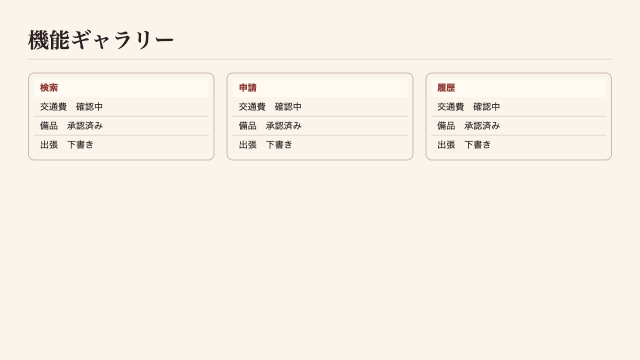 機能ギャラリー
検索
交通費　確認中
備品　承認済み
出張　下書き
申請
交通費　確認中
備品　承認済み
出張　下書き
履歴
交通費　確認中
備品　承認済み
出張　下書き